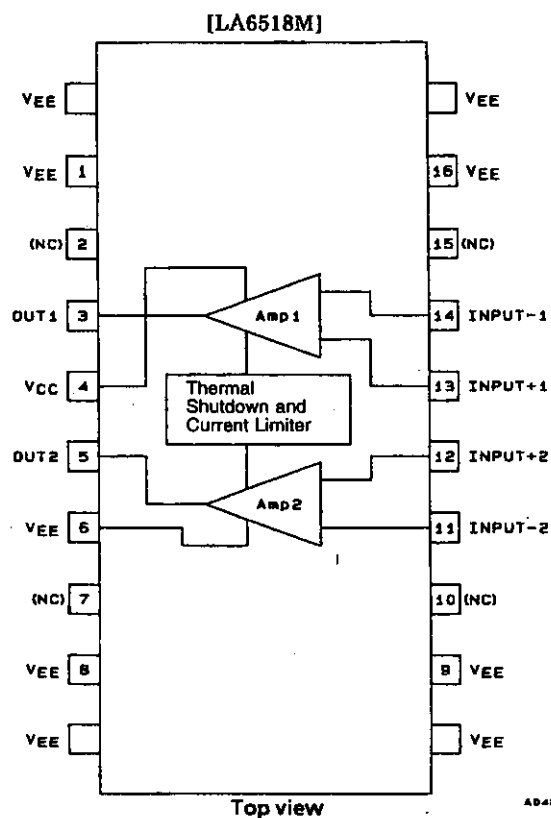 [LA6518M]
VEE VEE
VEE 1 16 VEE
(NC) 2 15 (NC)
OUT1 3 Amp1 14 INPUT-1
VCC 4 13 INPUT+1
Thermal
Shutdown and
Current Limiter
OUT2 5 12 INPUT+2
VEE 6 Amp2 11 INPUT-2
(NC) 7 10 (NC)
VEE 8 9 VEE
VEE VEE
Top view